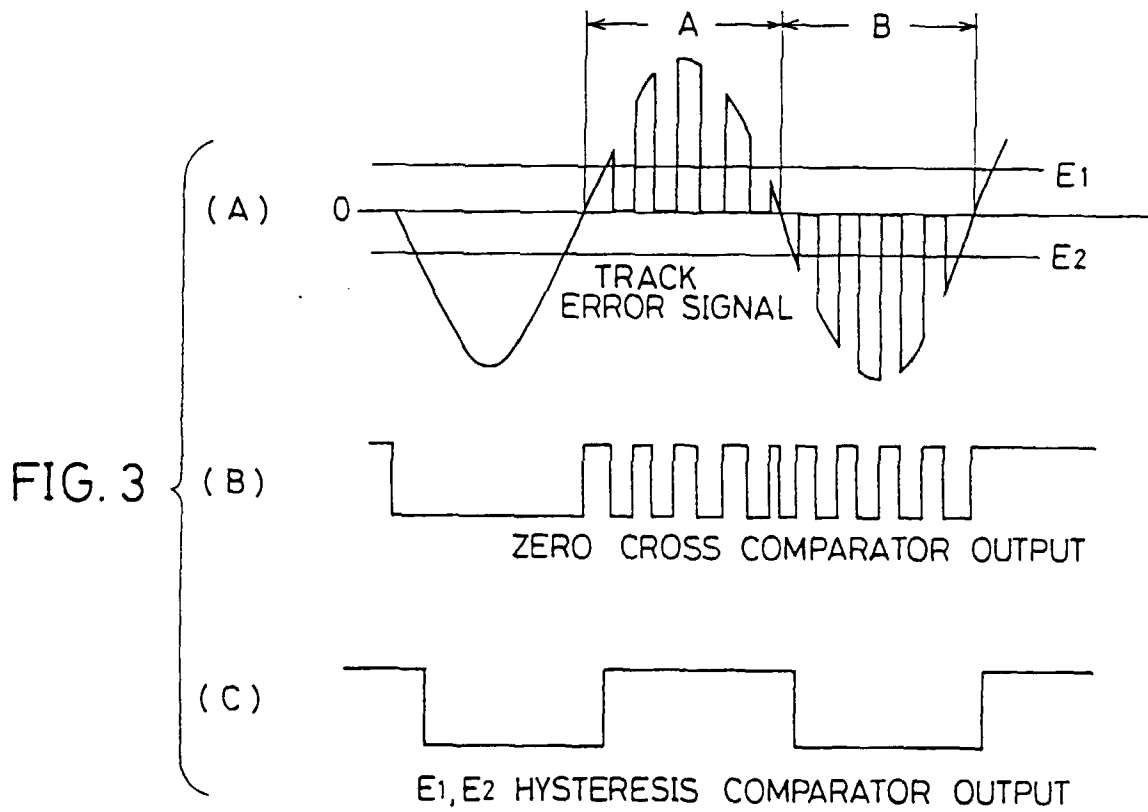 A B
E1
(A) 0
E2
TRACK
ERROR SIGNAL
FIG. 3 (B)
ZERO CROSS COMPARATOR OUTPUT
(C)
E1, E2 HYSTERESIS COMPARATOR OUTPUT